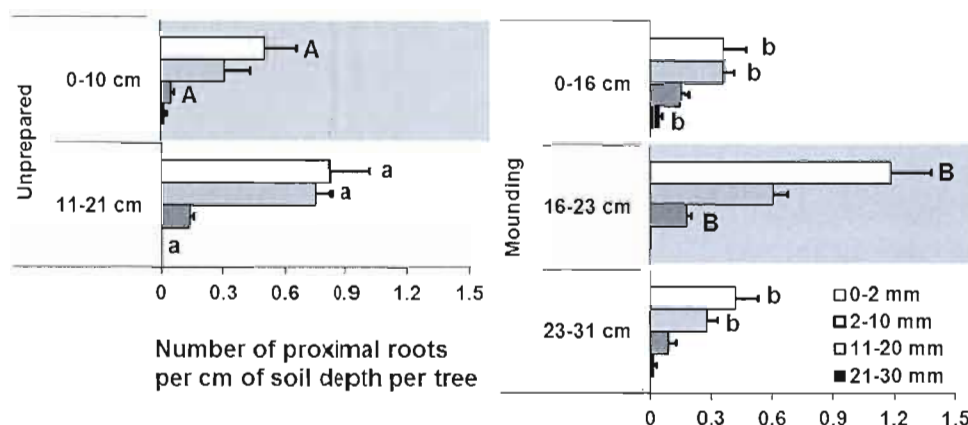 Unprepared
0-10 cm
A
A
11-21 cm
a
a
a
0 0.3 0.6 0.9 1.2 1.5
Number of proximal roots
per cm of soil depth per tree
Mounding
0-16 cm
b
b
b
16-23 cm
B
B
23-31 cm
b
b
0-2 mm
2-10 mm
11-20 mm
21-30 mm
0 0.3 0.6 0.9 1.2 1.5